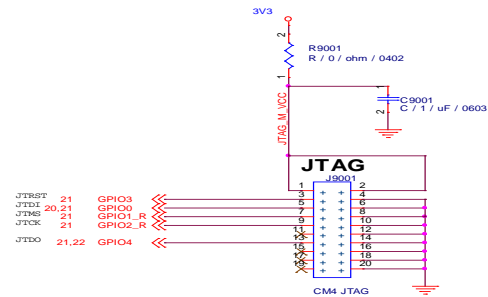 3V3
2
R9001
R / 0 / ohm / 0402
1
JTAG_M_VCC
1
C9001
C / 1 / uF / 0603
2
JTAG
J9001
1 2
JTRST 21 GPIO3 3 4
JTDI 20,21 GPIO0 5 6
JTMS 21 GPIO1_R 7 8
JTCK 21 GPIO2_R 9 10
11 12
JTDO 21,22 GPIO4 13 14
15 16
17 18
19 20
CM4 JTAG